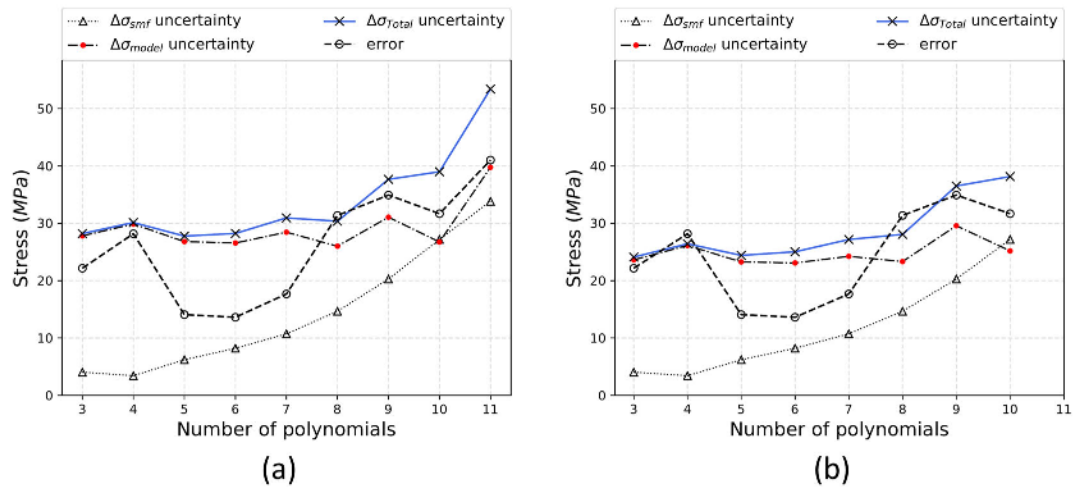 Δσsmf uncertainty
Δσmodel uncertainty
ΔσTotal uncertainty
error
Stress (MPa)
50
40
30
20
10
0
3 4 5 6 7 8 9 10 11
Number of polynomials
(a)
Δσsmf uncertainty
Δσmodel uncertainty
ΔσTotal uncertainty
error
Stress (MPa)
50
40
30
20
10
0
3 4 5 6 7 8 9 10 11
Number of polynomials
(b)